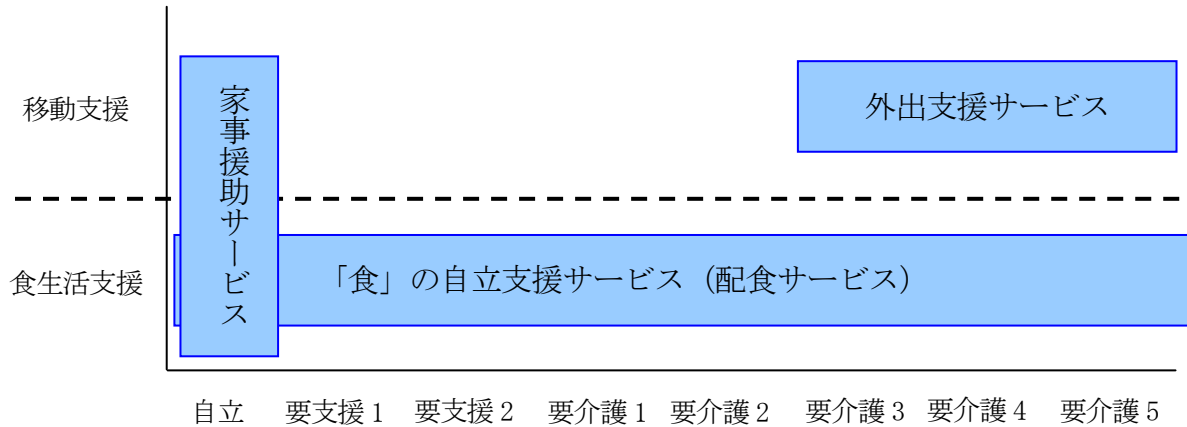 移動支援
家事援助サービス
外出支援サービス
食生活支援
「食」の自立支援サービス（配食サービス）
自立 要支援1 要支援2 要介護1 要介護2 要介護3 要介護4 要介護5